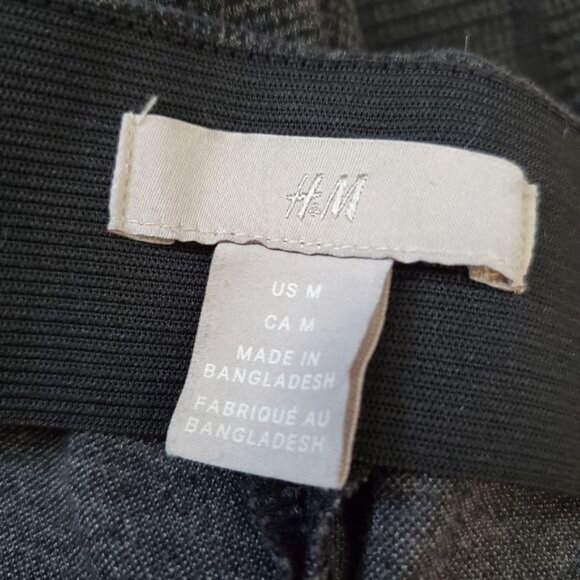 H&M
US M
CA M
MADE IN
BANGLADESH
FABRIQUÉ AU
BANGLADESH